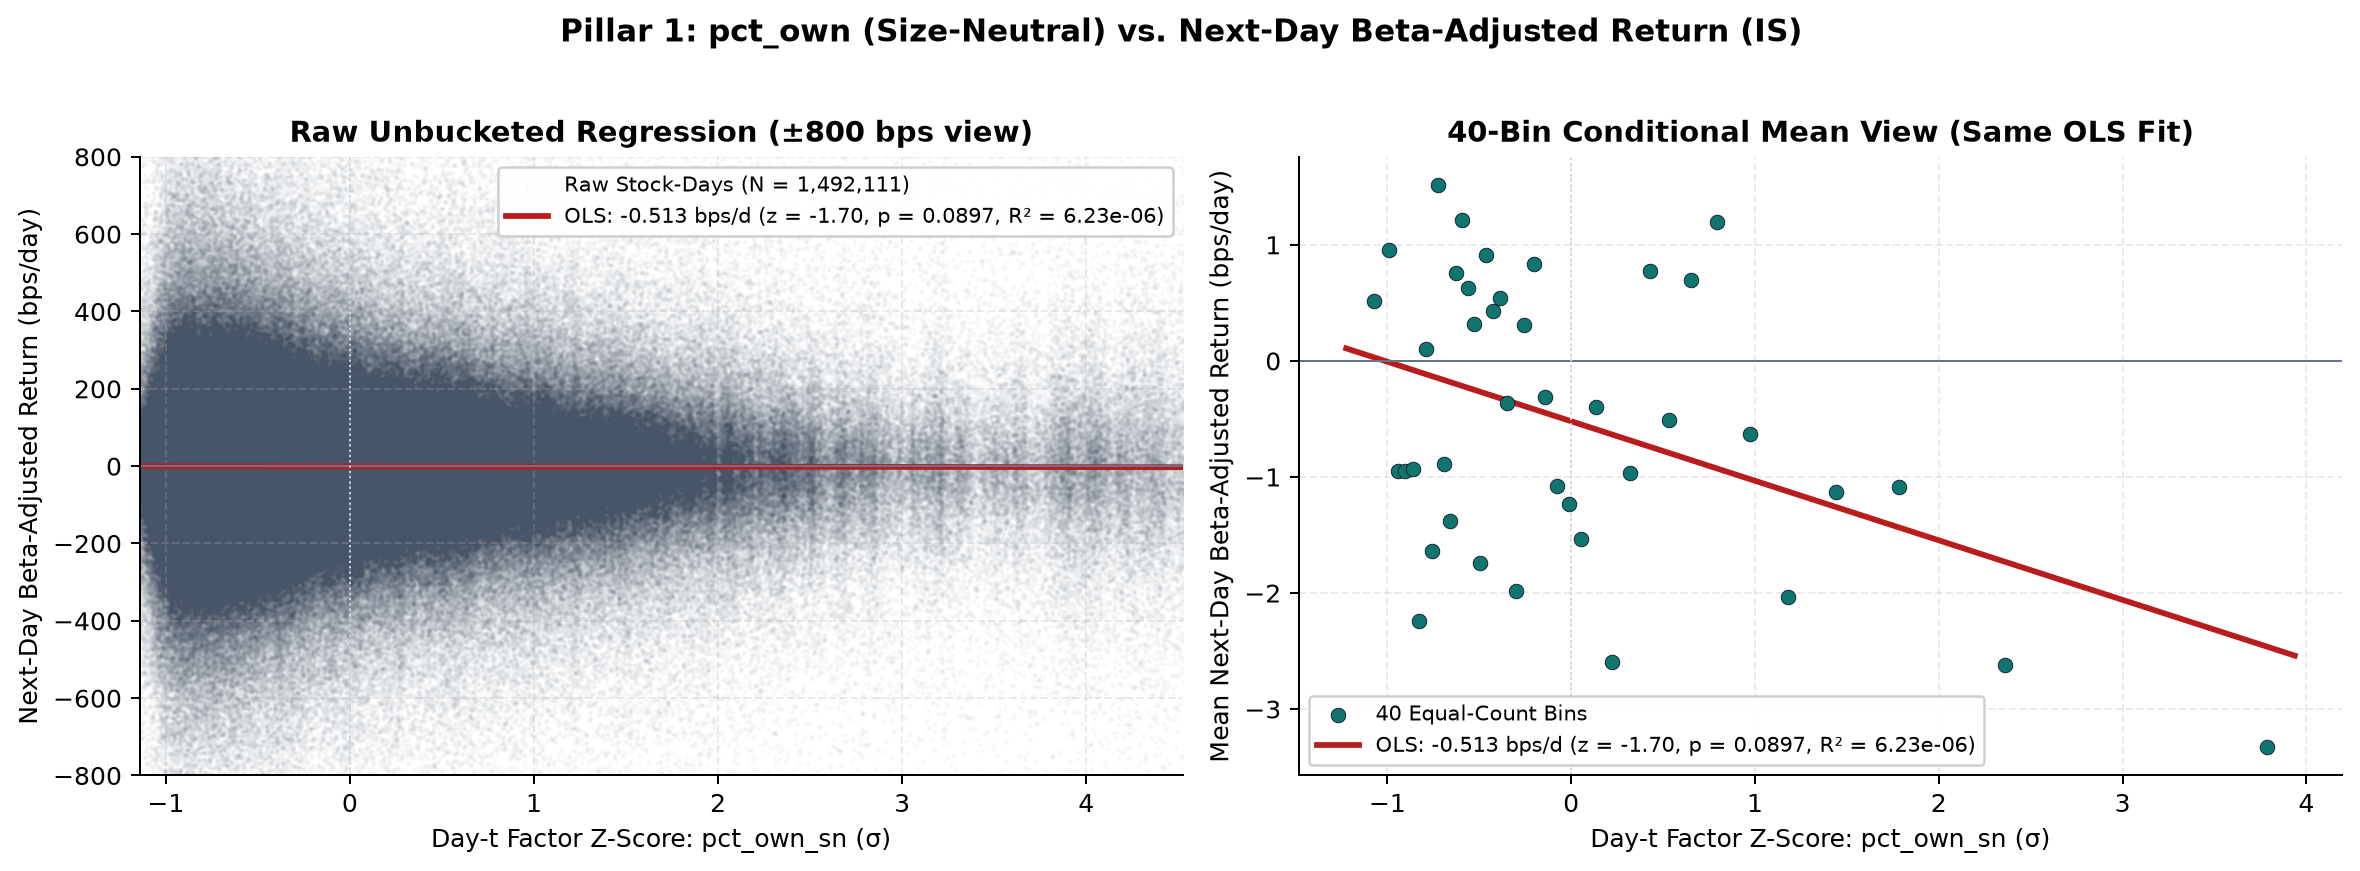 Pillar 1: pct_own (Size-Neutral) vs. Next-Day Beta-Adjusted Return (IS)
Raw Unbucketed Regression (±800 bps view)
Next-Day Beta-Adjusted Return (bps/day)
800
600
400
200
0
−200
−400
−600
−800
Raw Stock-Days (N = 1,492,111)
OLS: -0.513 bps/d (z = -1.70, p = 0.0897, R² = 6.23e-06)
−1
0
1
2
3
4
Day-t Factor Z-Score: pct_own_sn (σ)
40-Bin Conditional Mean View (Same OLS Fit)
Mean Next-Day Beta-Adjusted Return (bps/day)
1
0
−1
−2
−3
40 Equal-Count Bins
OLS: -0.513 bps/d (z = -1.70, p = 0.0897, R² = 6.23e-06)
−1
0
1
2
3
4
Day-t Factor Z-Score: pct_own_sn (σ)